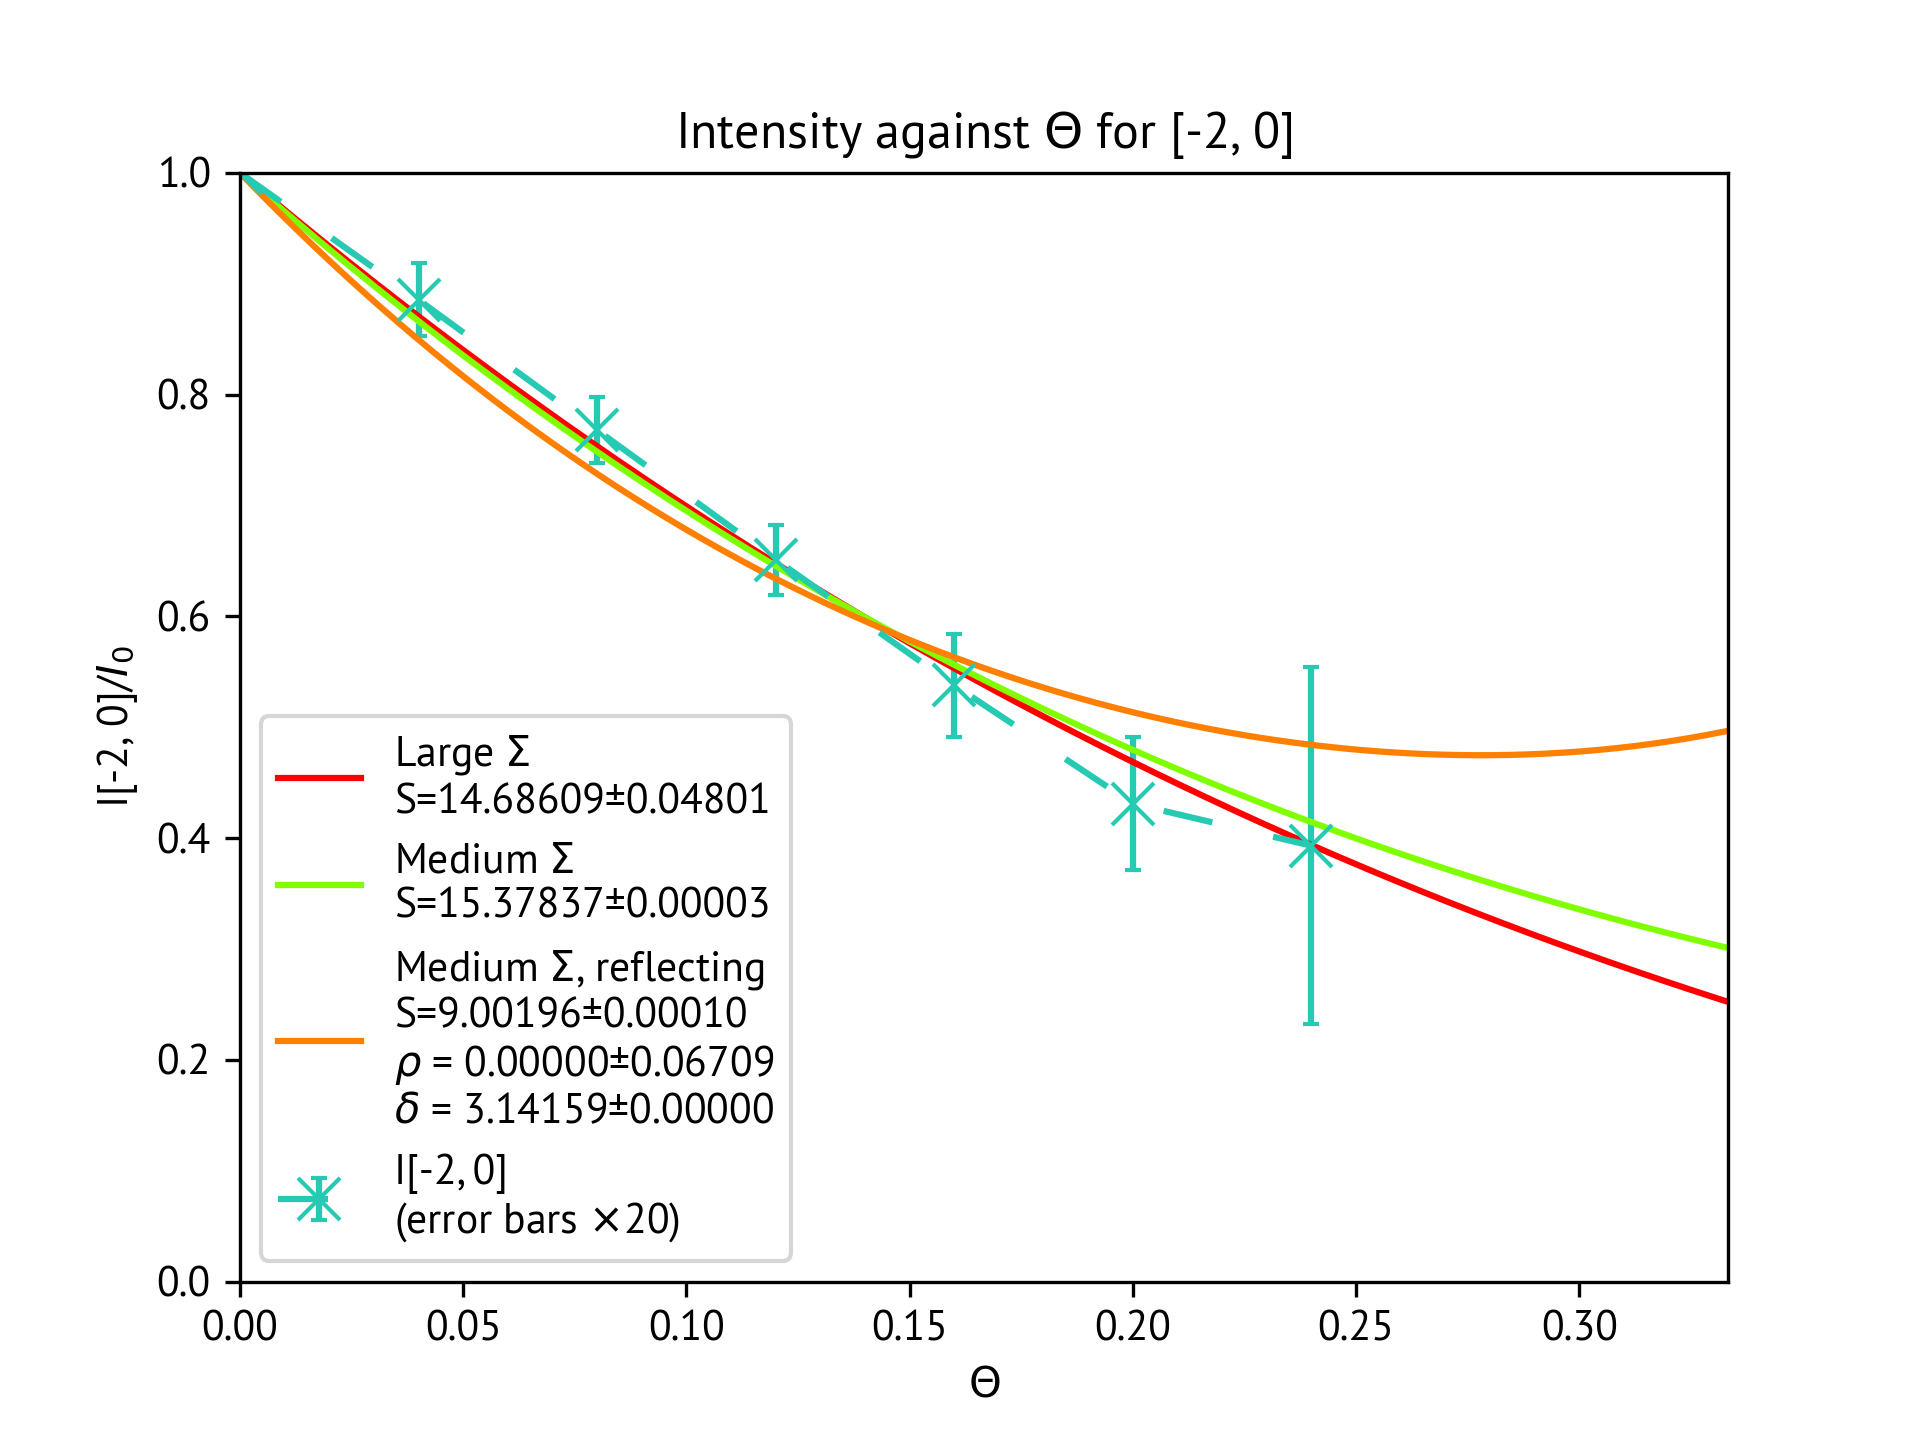 Intensity against Θ for [-2, 0]
I[-2, 0]/I₀
1.0
0.8
0.6
0.4
0.2
0.0
Large Σ
S=14.68609±0.04801
Medium Σ
S=15.37837±0.00003
Medium Σ, reflecting
S=9.00196±0.00010
ρ = 0.00000±0.06709
δ = 3.14159±0.00000
I[-2, 0]
(error bars ×20)
0.00 0.05 0.10 0.15 0.20 0.25 0.30
Θ